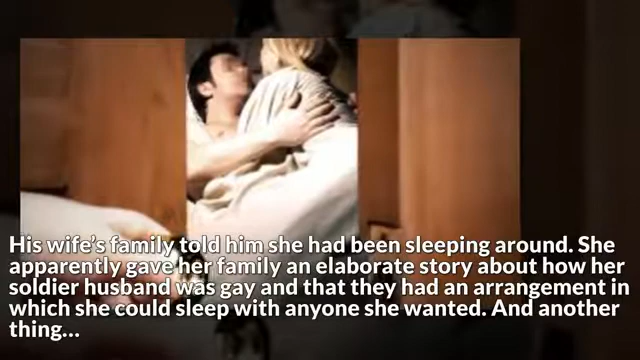 His wife's family told him she had been sleeping around. She
apparently gave her family an elaborate story about how her
soldier husband was gay and that they had an arrangement in
which she could sleep with anyone she wanted. And another
thing...